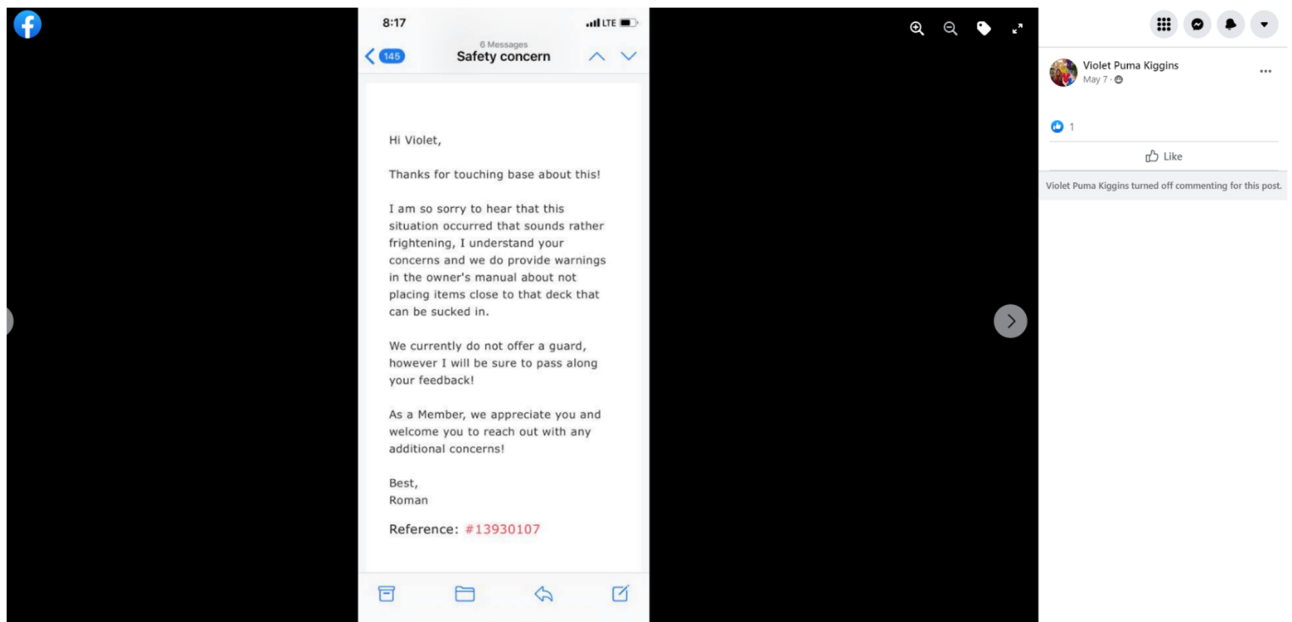 8:17
LTE
145
6 Messages
Safety concern
Hi Violet,
Thanks for touching base about this!
I am so sorry to hear that this
situation occurred that sounds rather
frightening, I understand your
concerns and we do provide warnings
in the owner's manual about not
placing items close to that deck that
can be sucked in.
We currently do not offer a guard,
however I will be sure to pass along
your feedback!
As a Member, we appreciate you and
welcome you to reach out with any
additional concerns!
Best,
Roman
Reference: #13930107
Violet Puma Kiggins
May 7 ·
1
Like
Violet Puma Kiggins turned off commenting for this post.